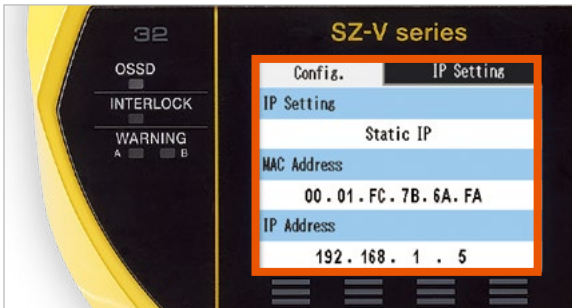 32
SZ-V series
OSSD
INTERLOCK
WARNING
A B
Config. IP Setting
IP Setting
Static IP
MAC Address
00.01.FC.7B.6A.FA
IP Address
192.168. 1 . 5